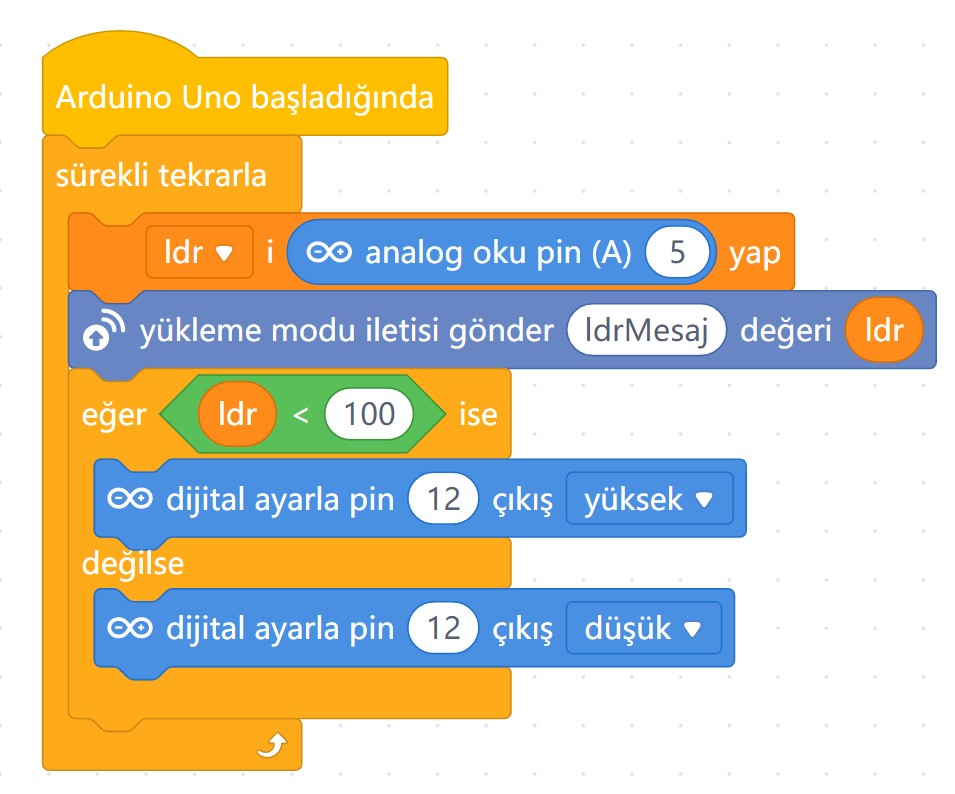 Arduino Uno başladığında
sürekli tekrarla
ldr i analog oku pin (A) 5 yap
yükleme modu iletisi gönder ldrMesaj değeri ldr
eğer ldr < 100 ise
dijital ayarla pin 12 çıkış yüksek
değilse
dijital ayarla pin 12 çıkış düşük